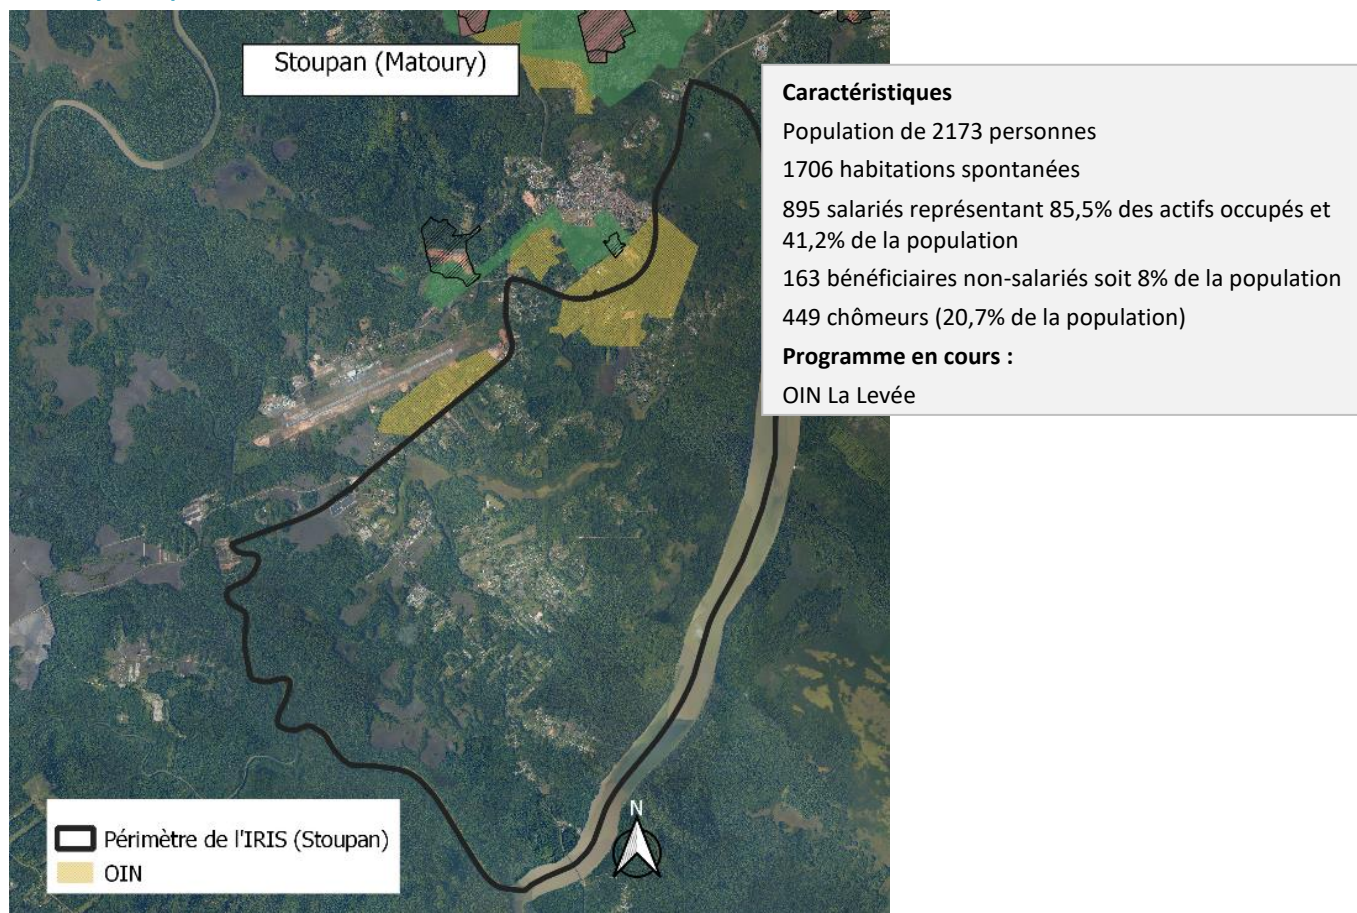 Stoupan (Matoury)
Caractéristiques
Population de 2173 personnes
1706 habitations spontanées
895 salariés représentant 85,5% des actifs occupés et
41,2% de la population
163 bénéficiaires non-salariés soit 8% de la population
449 chômeurs (20,7% de la population)
Programme en cours :
OIN La Levée
N
Périmètre de l'IRIS (Stoupan)
OIN